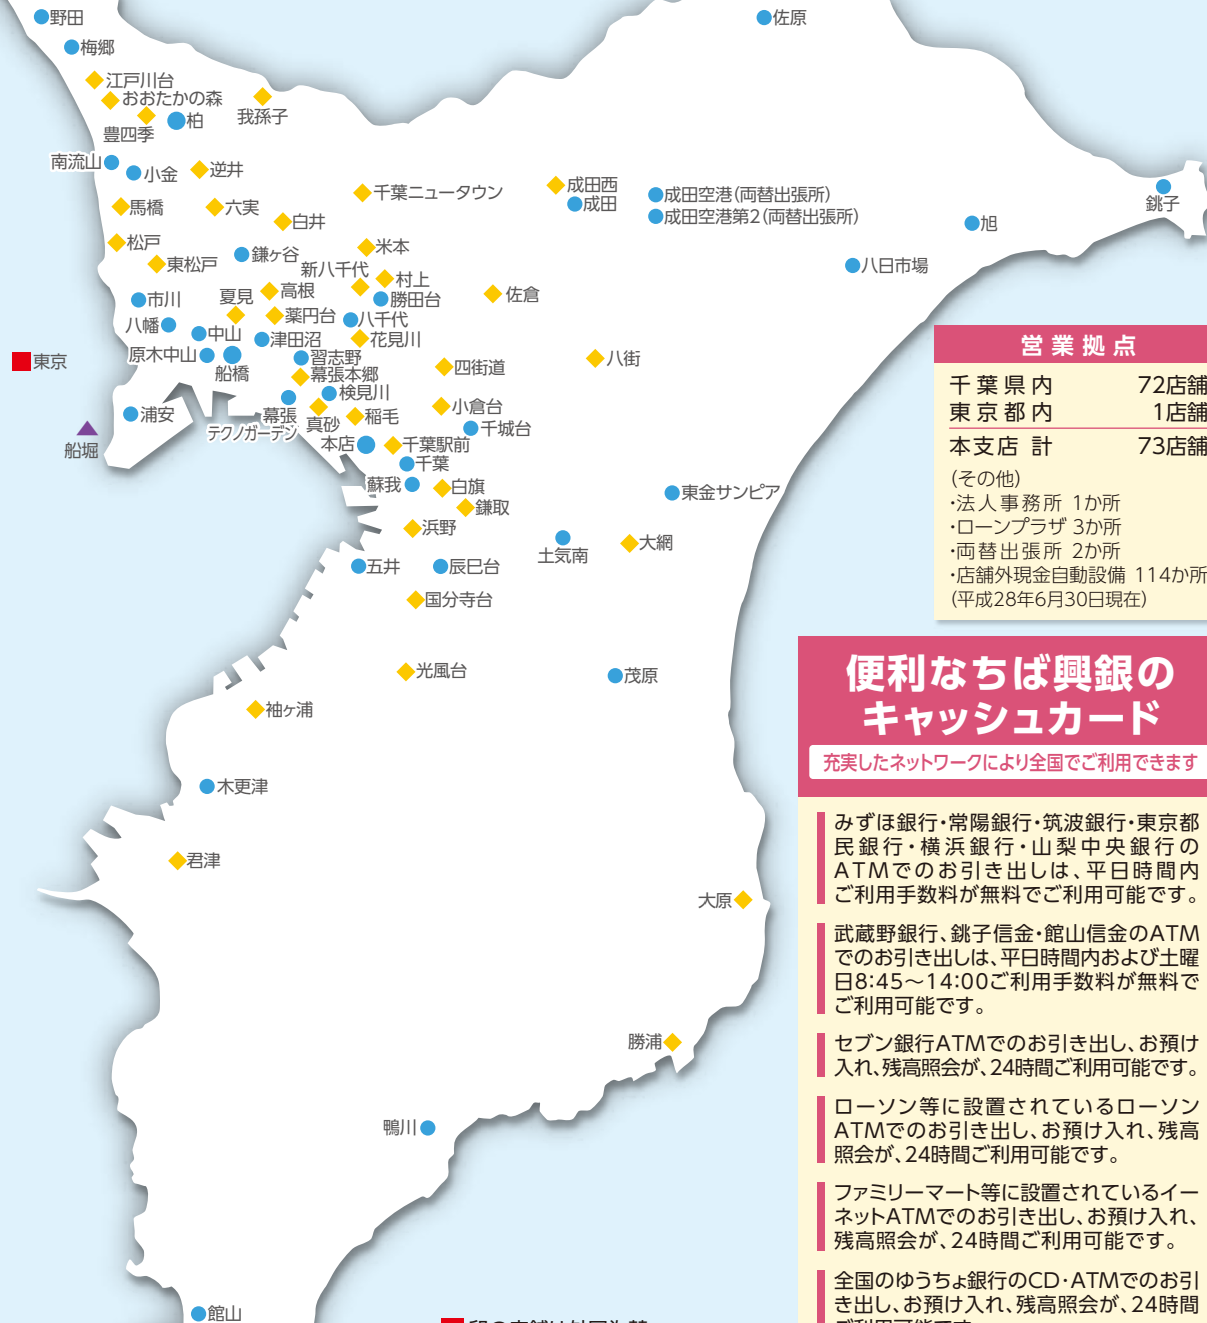 野田
佐原
梅郷
江戸川台
おおたかの森
我孫子
豊四季
柏
南流山
小金
逆井
馬橋
六実
千葉ニュータウン
成田西
成田
成田空港(両替出張所)
成田空港第2(両替出張所)
銚子
旭
白井
松戸
東松戸
鎌ヶ谷
米本
新八千代
村上
八日市場
市川
夏見
高根
勝田台
佐倉
八幡
中山
薬円台
八千代
津田沼
花見川
原木中山
船橋
習志野
幕張本郷
四街道
八街
東京
浦安
幕張
テクノガーデン
真砂
検見川
稲毛
小倉台
千城台
船堀
本店
千葉駅前
千葉
蘇我
白旗
鎌取
東金サンピア
浜野
土気南
大網
五井
辰巳台
国分寺台
光風台
茂原
袖ヶ浦
木更津
君津
大原
勝浦
鴨川
館山
営業拠点
千葉県内 72店舗
東京都内 1店舗
本支店 計 73店舗
(その他)
・法人事務所 1か所
・ローンプラザ 3か所
・両替出張所 2か所
・店舗外現金自動設備 114か所
(平成28年6月30日現在)
便利なちば興銀の
キャッシュカード
充実したネットワークにより全国でご利用できます
みずほ銀行・常陽銀行・筑波銀行・東京都
民銀行・横浜銀行・山梨中央銀行の
ATMでのお引き出しは、平日時間内
ご利用手数料が無料でご利用可能です。
武蔵野銀行、銚子信金・館山信金のATM
でのお引き出しは、平日時間内および土曜
日8:45～14:00ご利用手数料が無料で
ご利用可能です。
セブン銀行ATMでのお引き出し、お預け
入れ、残高照会が、24時間ご利用可能です。
ローソン等に設置されているローソン
ATMでのお引き出し、お預け入れ、残高
照会が、24時間ご利用可能です。
ファミリーマート等に設置されているイー
ネットATMでのお引き出し、お預け入れ、
残高照会が、24時間ご利用可能です。
全国のゆうちょ銀行のCD・ATMでのお引
き出し、お預け入れ、残高照会が、24時間